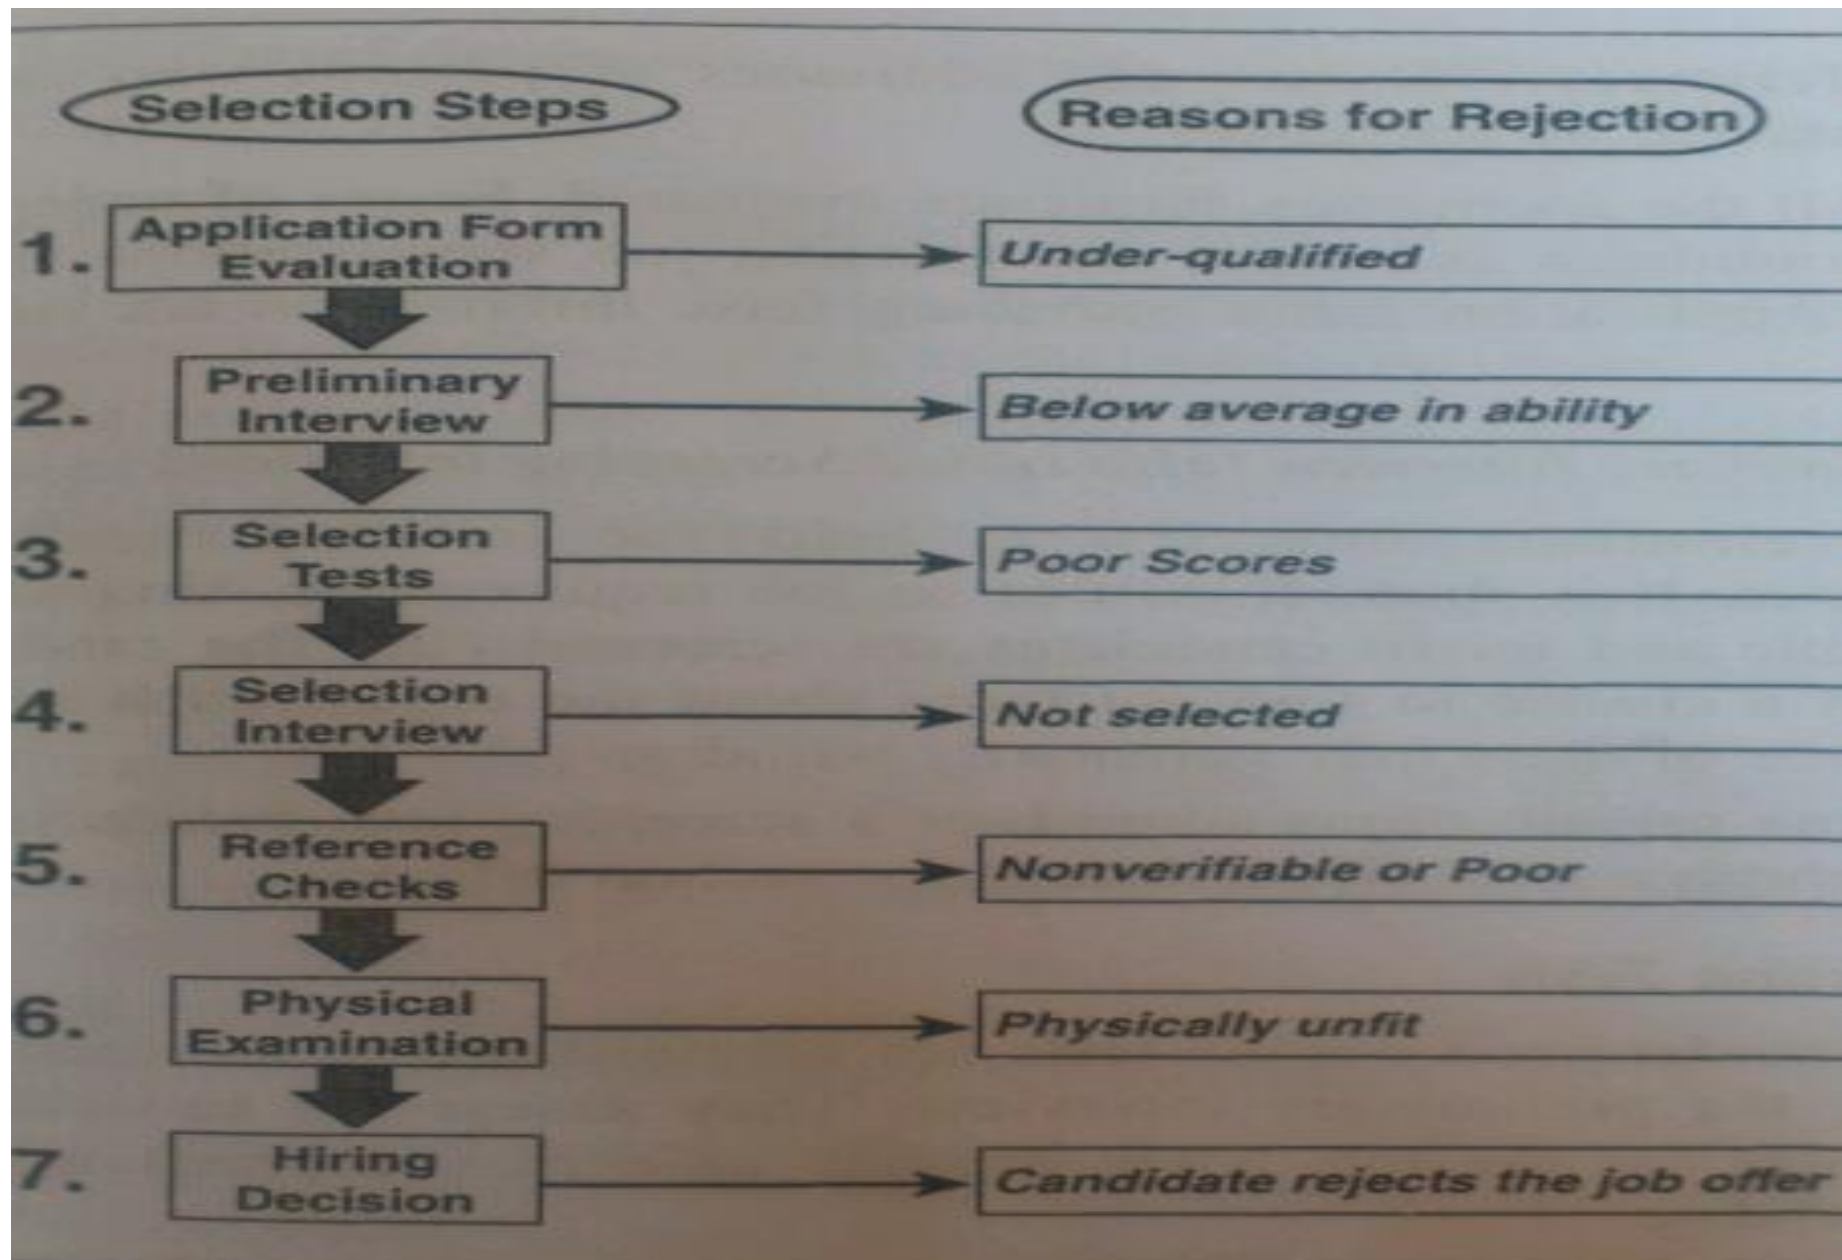 Selection Steps
Reasons for Rejection
1.
Application Form
Evaluation
Under-qualified
2.
Preliminary
Interview
Below average in ability
3.
Selection
Tests
Poor Scores
4.
Selection
Interview
Not selected
5.
Reference
Checks
Nonverifiable or Poor
6.
Physical
Examination
Physically unfit
7.
Hiring
Decision
Candidate rejects the job offer